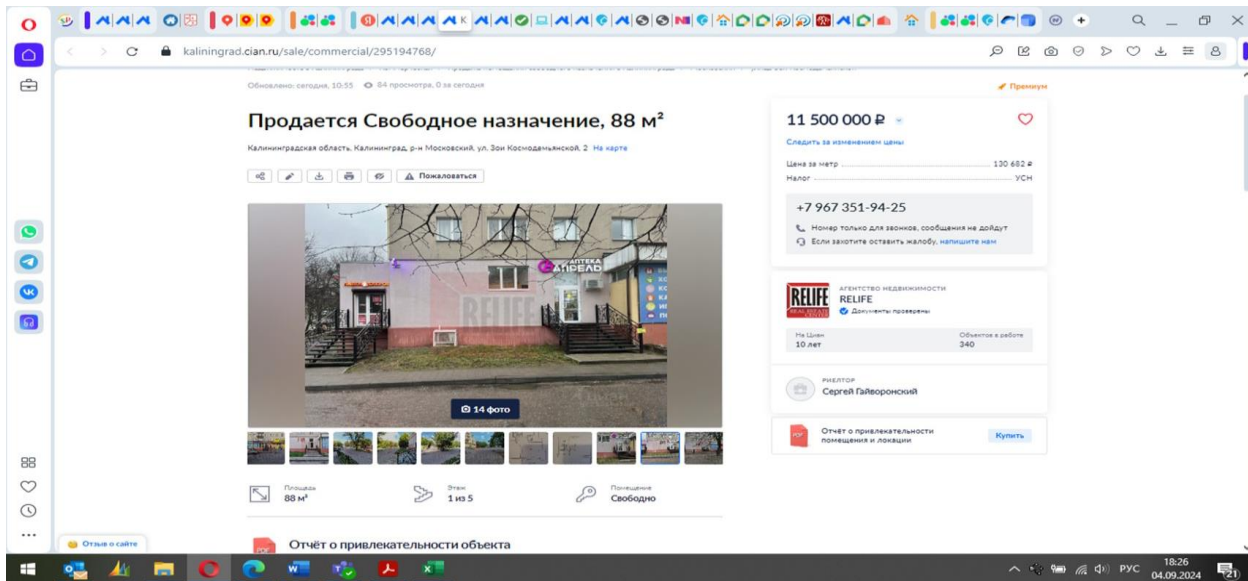 kaliningrad.cian.ru/sale/commercial/295194768/
Обновлено: сегодня, 10:55 64 просмотра, 0 за сегодня
Премиум
Продается Свободное назначение, 88 м²
Калининградская область, Калининград, р-н Московский, ул. Зои Космодемьянской, 2 На карте
Пожаловаться
11 500 000 ₽
Следить за изменением цены
Цена за метр 130 682 ₽
Налог УСН
+7 967 351-94-25
Номер только для звонков, сообщения не дойдут
Если захотите оставить жалобу, напишите нам
АПТЕКА
АПРЕЛЬ
RELIFE
14 фото
RELIFE
REAL ESTATE
АГЕНТСТВО НЕДВИЖИМОСТИ
RELIFE
Документы проверены
На Циан
10 лет
Объектов в работе
340
РИЕЛТОР
Сергей Гайворонский
Отчёт о привлекательности
помещения и локации
Купить
Площадь
88 м²
Этаж
1 из 5
Помещение
Свободно
PDF
Отчёт о привлекательности объекта
Отзыв о сайте
РУС
18:26
04.09.2024
21